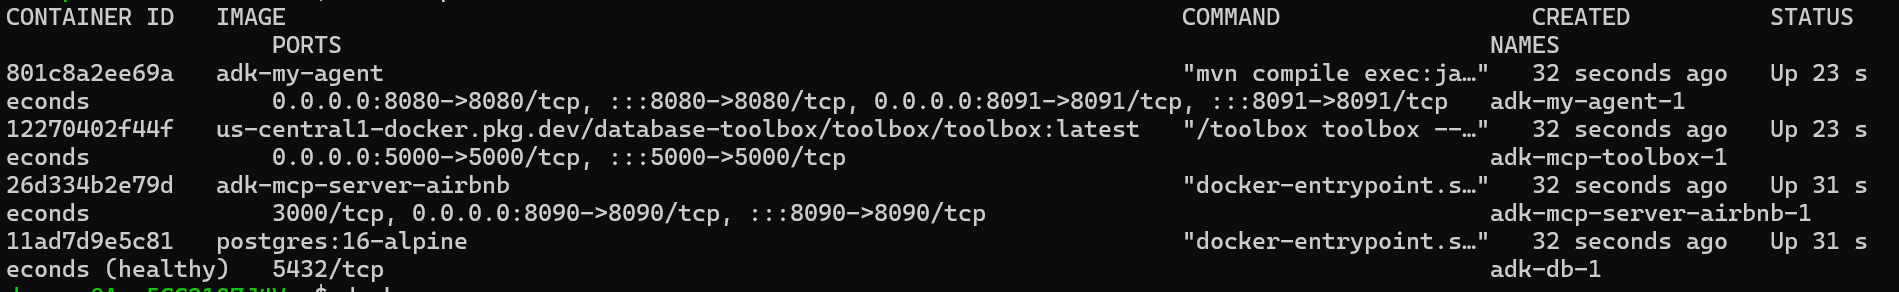 CONTAINER ID   IMAGE                                                                COMMAND                  CREATED          STATUS
                   PORTS                                                                                  NAMES
801c8a2ee69a   adk-my-agent                                                         "mvn compile exec:ja…"   32 seconds ago   Up 23 s
econds             0.0.0.0:8080->8080/tcp, :::8080->8080/tcp, 0.0.0.0:8091->8091/tcp, :::8091->8091/tcp   adk-my-agent-1
12270402f44f   us-central1-docker.pkg.dev/database-toolbox/toolbox/toolbox:latest   "/toolbox toolbox --…"   32 seconds ago   Up 23 s
econds             0.0.0.0:5000->5000/tcp, :::5000->5000/tcp                                              adk-mcp-toolbox-1
26d334b2e79d   adk-mcp-server-airbnb                                                "docker-entrypoint.s…"   32 seconds ago   Up 31 s
econds             3000/tcp, 0.0.0.0:8090->8090/tcp, :::8090->8090/tcp                                    adk-mcp-server-airbnb-1
11ad7d9e5c81   postgres:16-alpine                                                   "docker-entrypoint.s…"   32 seconds ago   Up 31 s
econds (healthy)   5432/tcp                                                                               adk-db-1